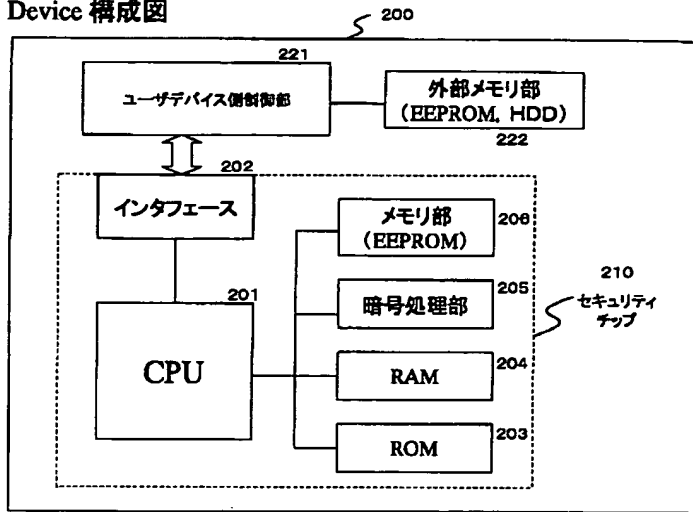 Device 構成図
200
221
ユーザデバイス側制御部
外部メモリ部
(EEPROM, HDD)
222
202
インタフェース
メモリ部
(EEPROM)
206
201
CPU
暗号処理部
205
210
セキュリティ
チップ
RAM
204
ROM
203